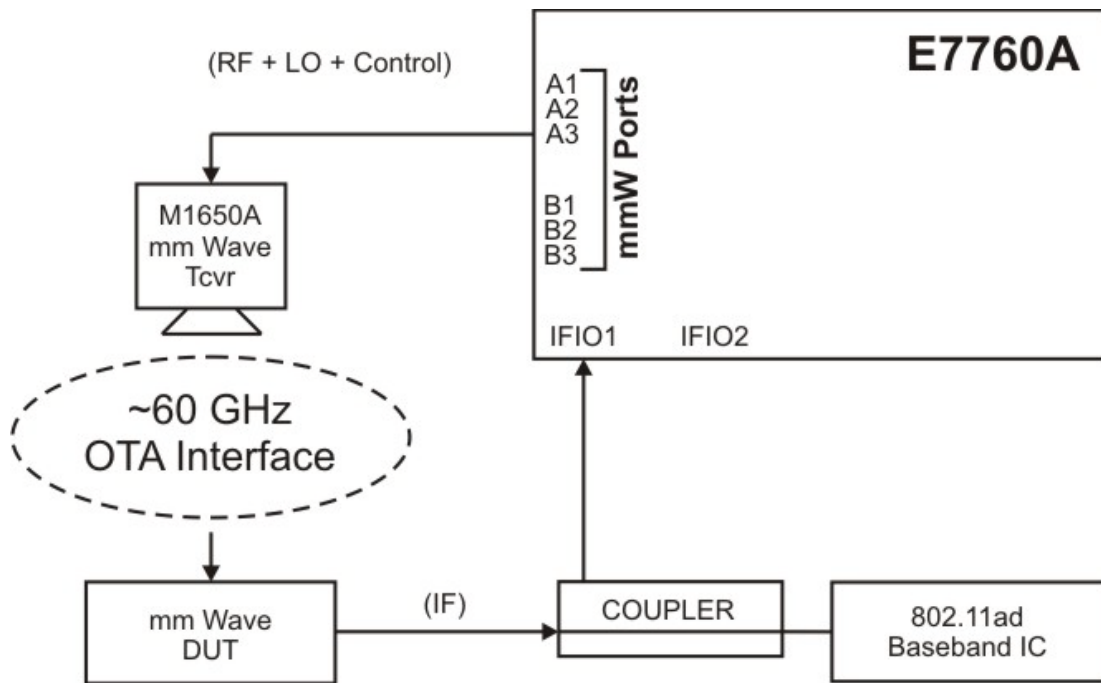 E7760A
(RF + LO + Control)
A1
A2
A3
B1
B2
B3
mmW Ports
M1650A
mm Wave
Tcvr
IFIO1
IFIO2
~60 GHz
OTA Interface
mm Wave
DUT
(IF)
COUPLER
802.11ad
Baseband IC